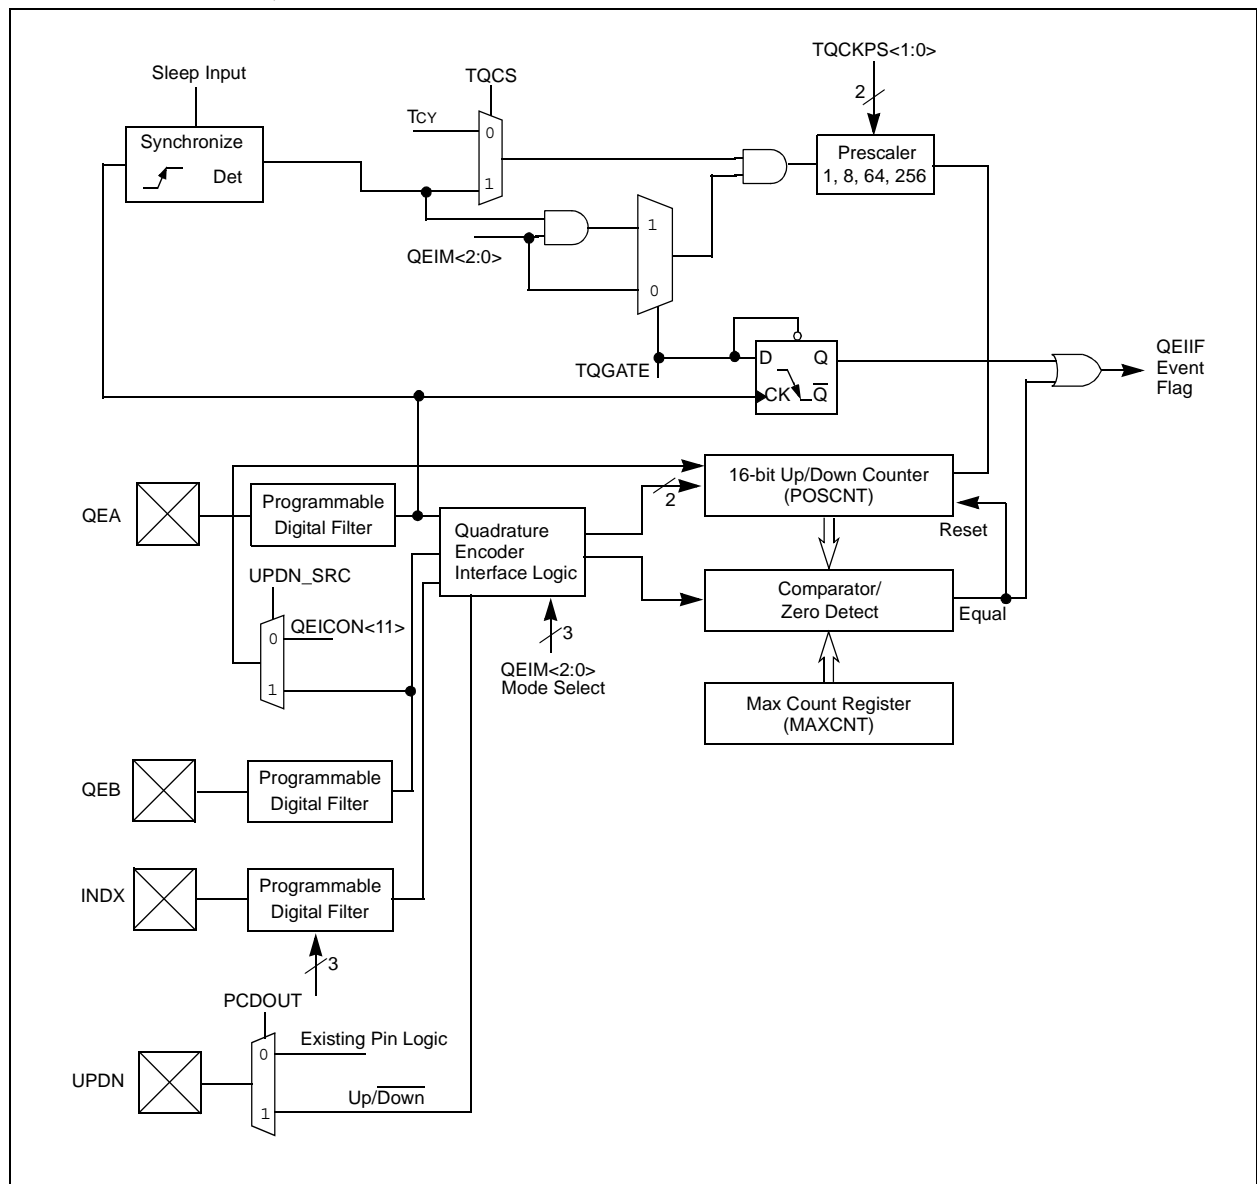 TQCKPS<1:0>
Sleep Input
TQCS
2
TCY
0
Synchronize
Det
1
Prescaler
1, 8, 64, 256
1
QEIM<2:0>
0
TQGATE
D Q
CK Q
QEIIF
Event
Flag
16-bit Up/Down Counter
(POSCNT)
2
QEA
Programmable
Digital Filter
Quadrature
Encoder
Interface Logic
Reset
UPDN_SRC
Comparator/
Zero Detect
Equal
0
QEICON<11>
3
1
QEIM<2:0>
Mode Select
Max Count Register
(MAXCNT)
QEB
Programmable
Digital Filter
INDX
Programmable
Digital Filter
3
PCDOUT
0
Existing Pin Logic
UPDN
Up/Down
1